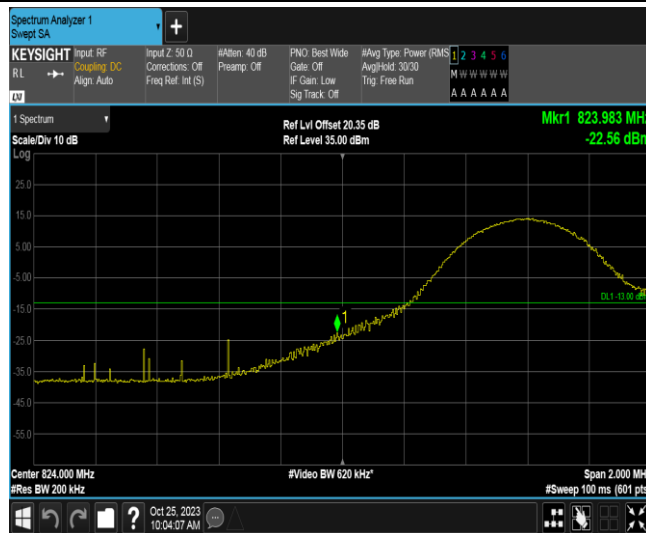 Spectrum Analyzer 1
Swept SA
+
KEYSIGHT
RL
LXI
Input: RF
Coupling: DC
Align: Auto
Input Z: 50 Ω
Corrections: Off
Freq Ref: Int (S)
#Atten: 40 dB
Preamp: Off
PNO: Best Wide
Gate: Off
IF Gain: Low
Sig Track: Off
#Avg Type: Power (RMS
Avg|Hold: 30/30
Trig: Free Run
1 2 3 4 5 6
M W W W W W
A A A A A A
1 Spectrum
Scale/Div 10 dB
Log
Ref Lvl Offset 20.35 dB
Ref Level 35.00 dBm
Mkr1 823.983 MHz
-22.56 dBm
25.0
15.0
5.00
-5.00
-15.0
-25.0
-35.0
-45.0
-55.0
1
DL1 -13.00 dBm
Center 824.000 MHz
#Res BW 200 kHz
#Video BW 620 kHz*
Span 2.000 MHz
#Sweep 100 ms (601 pts)
?
Oct 25, 2023
10:04:07 AM